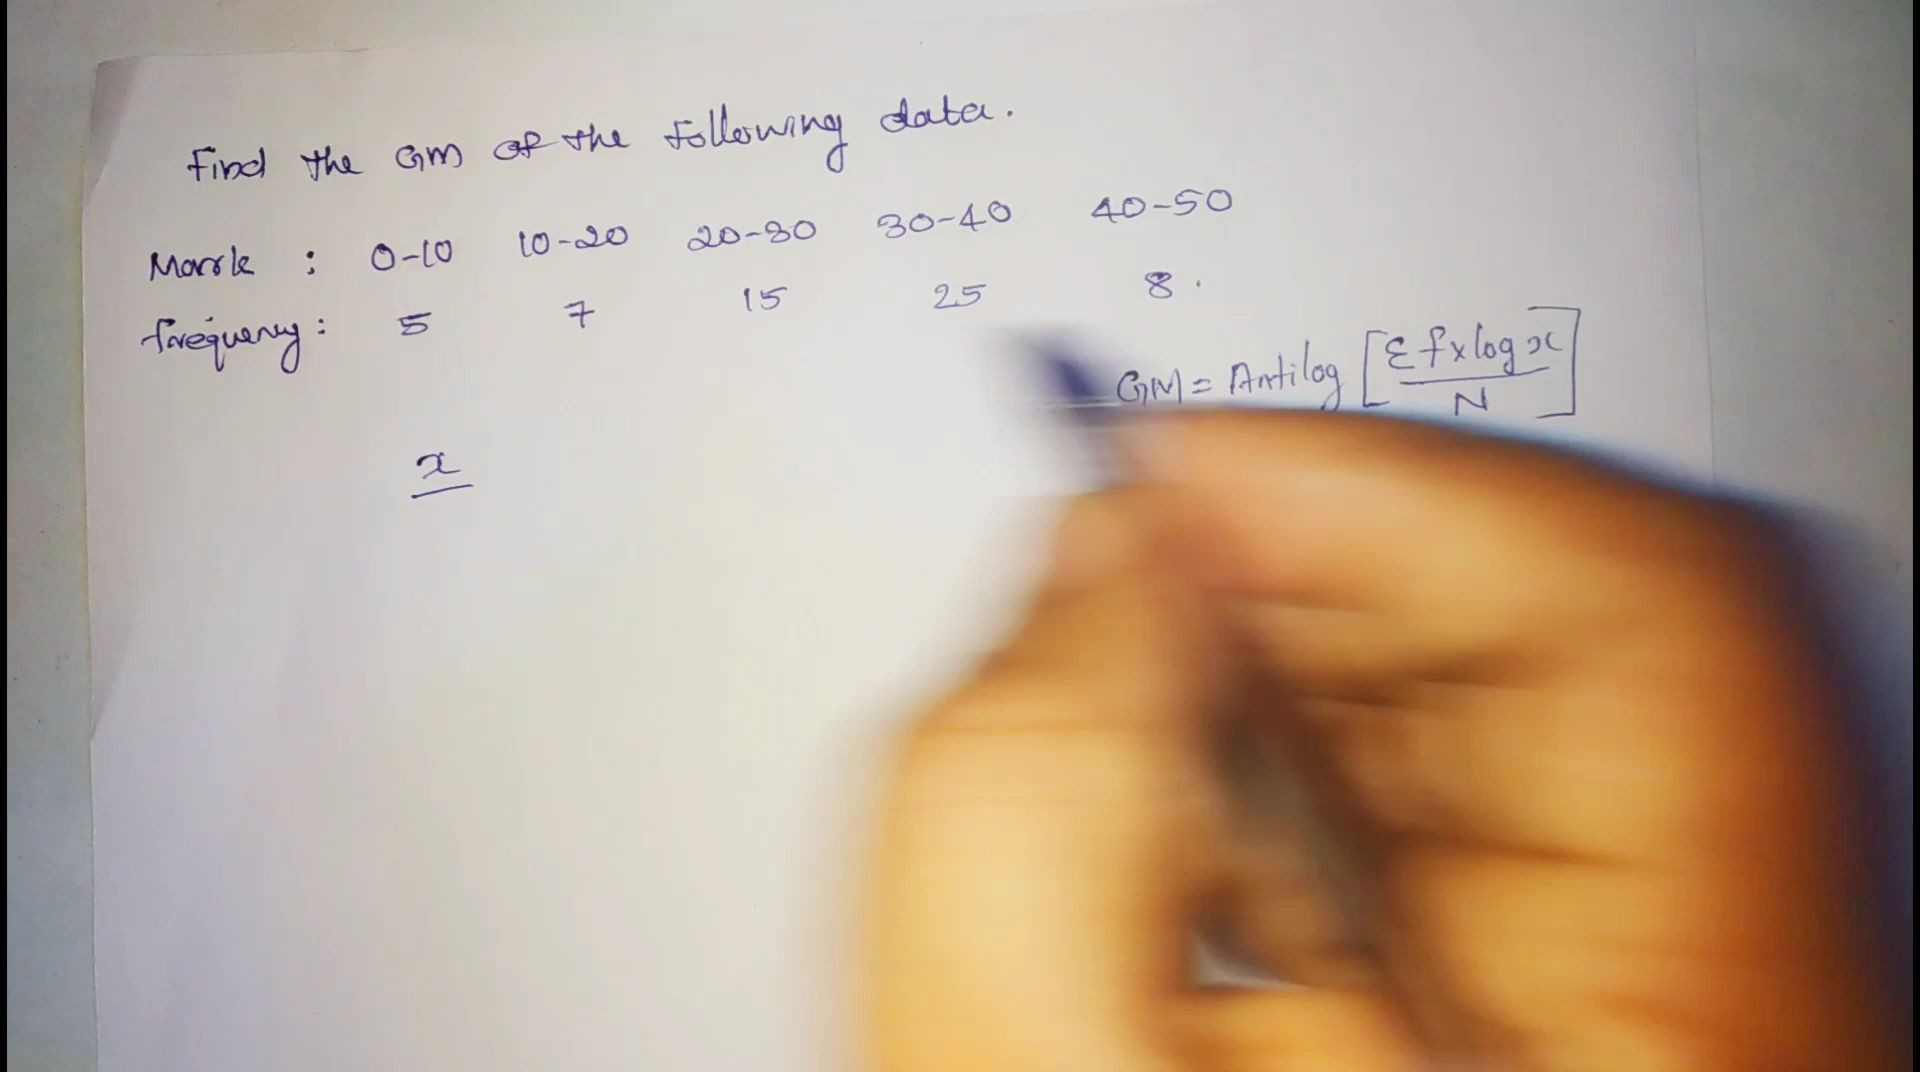 Find the GM of the following data.
Mark : 0-10 10-20 20-30 30-40 40-50
frequency: 5 7 15 25 8.
GM = Antilog [Σf×log x / N]
x